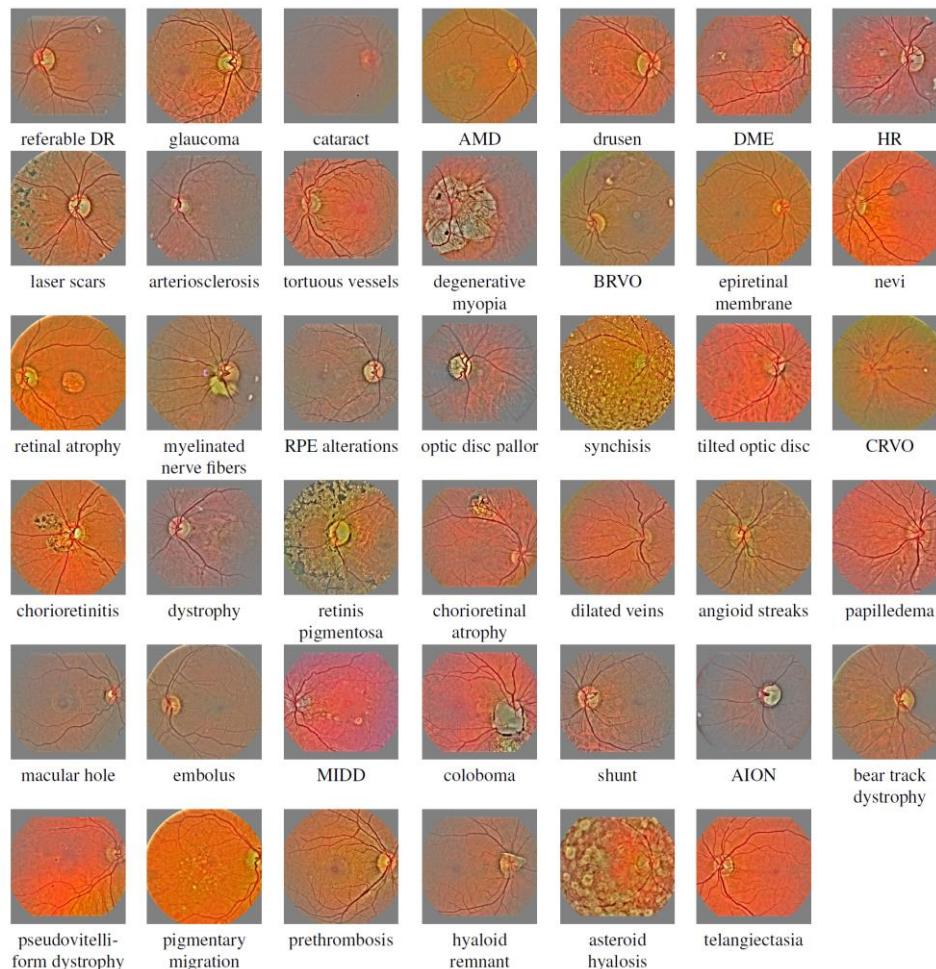 referable DR
glaucoma
cataract
AMD
drusen
DME
HR
laser scars
arteriosclerosis
tortuous vessels
degenerative
myopia
BRVO
epiretinal
membrane
nevi
retinal atrophy
myelinated
nerve fibers
RPE alterations
optic disc pallor
synchisis
tilted optic disc
CRVO
chorioretinitis
dystrophy
retinis
pigmentosa
chorioretinal
atrophy
dilated veins
angioid streaks
papilledema
macular hole
embolus
MIDD
coloboma
shunt
AION
bear track
dystrophy
pseudovitelli-
form dystrophy
pigmentary
migration
prethrombosis
hyaloid
remnant
asteroid
hyalosis
telangiectasia